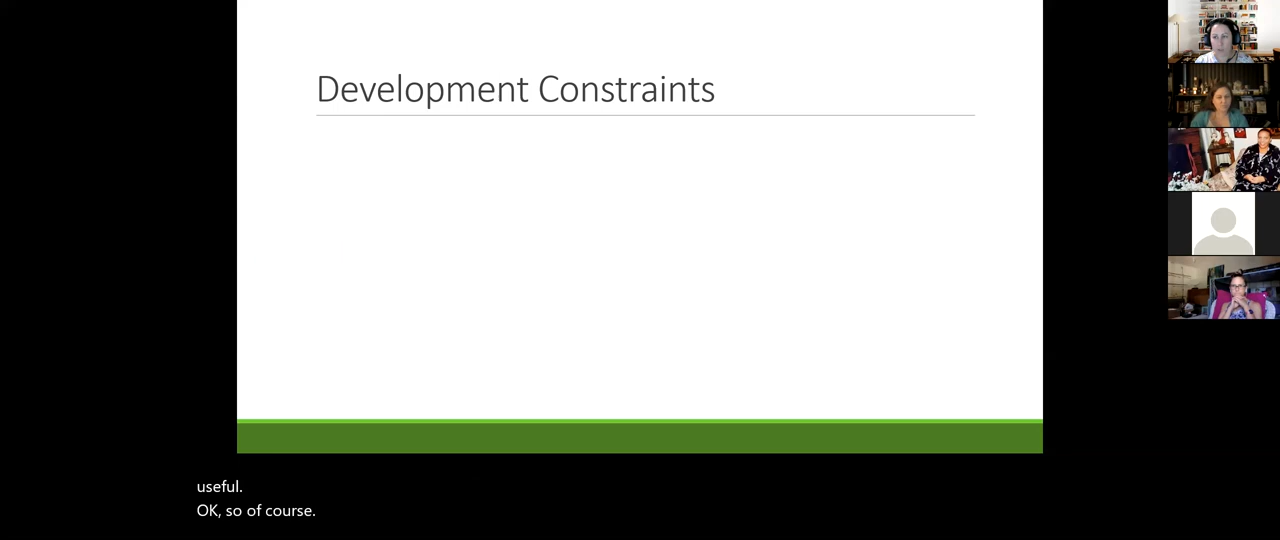 Development Constraints
useful.
OK, so of course.